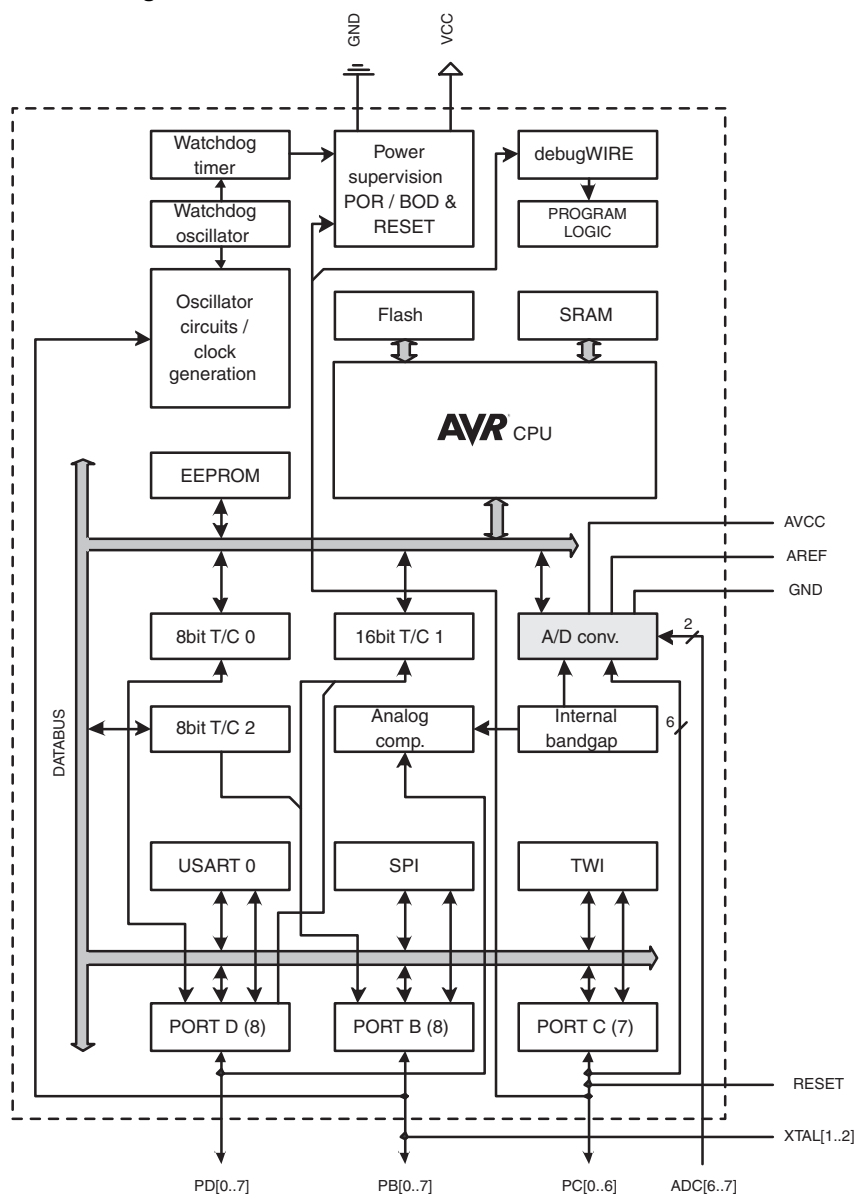 GND
VCC
Watchdog
timer
Power
supervision
POR / BOD &
RESET
debugWIRE
Watchdog
oscillator
PROGRAM
LOGIC
Oscillator
circuits /
clock
generation
Flash
SRAM
AVR CPU
EEPROM
AVCC
AREF
GND
8bit T/C 0
16bit T/C 1
A/D conv.
2
DATABUS
8bit T/C 2
Analog
comp.
Internal
bandgap
6
USART 0
SPI
TWI
PORT D (8)
PORT B (8)
PORT C (7)
RESET
XTAL[1..2]
PD[0..7]
PB[0..7]
PC[0..6]
ADC[6..7]